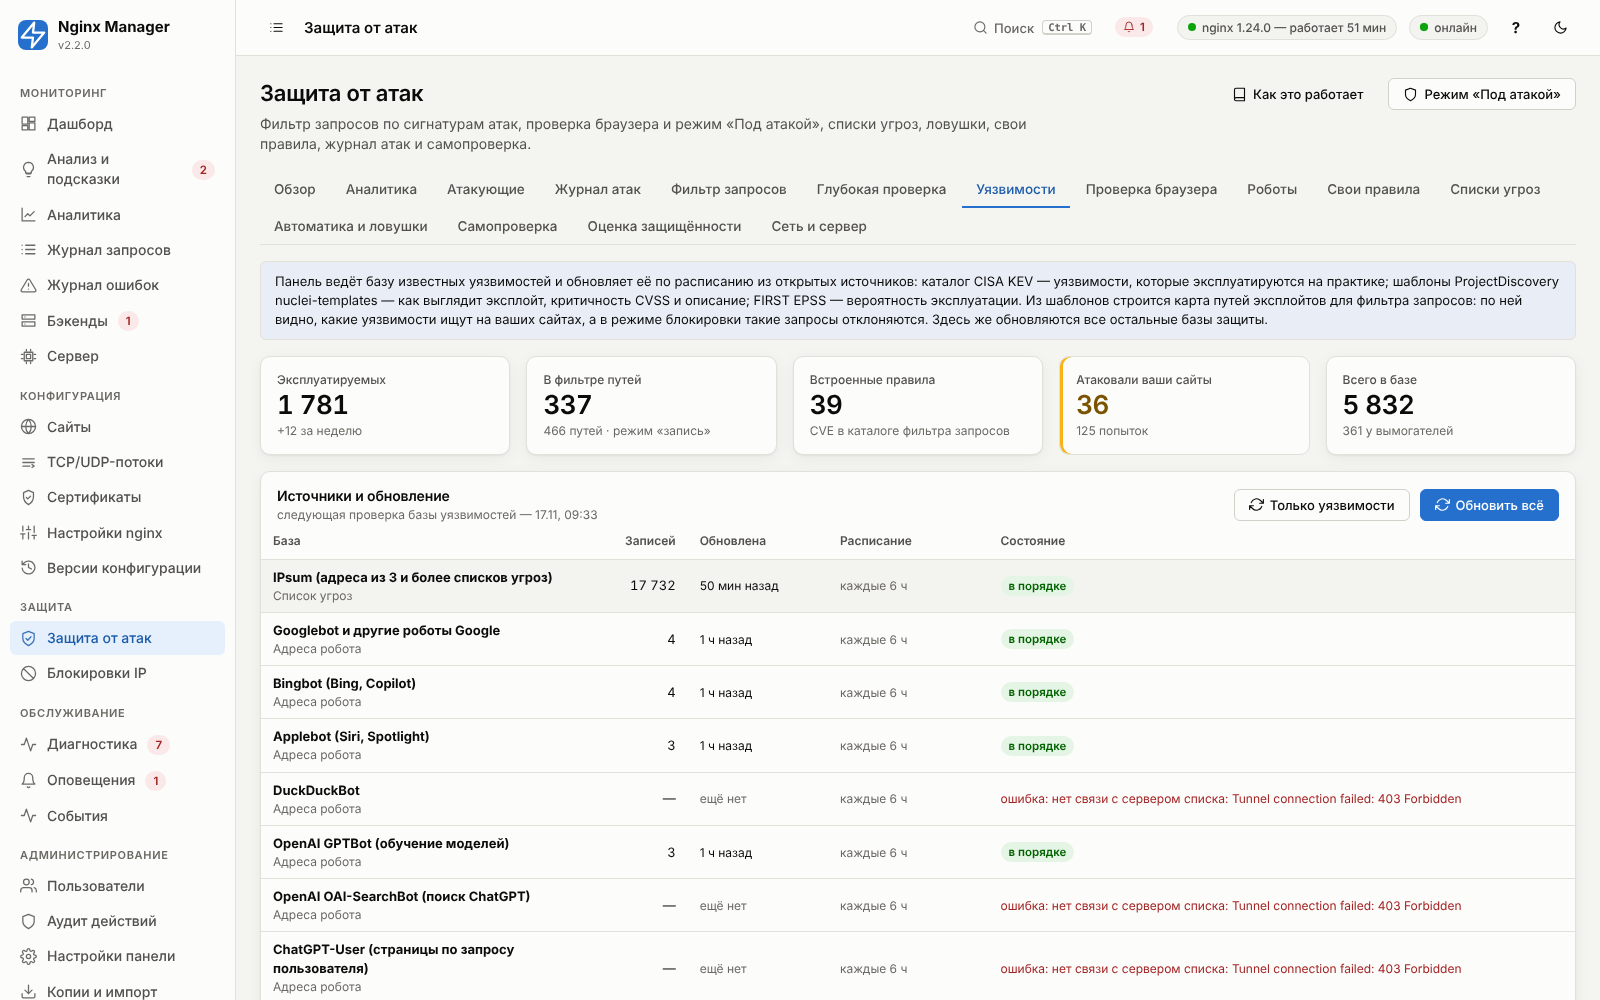 Nginx Manager
v2.2.0
МОНИТОРИНГ
Дашборд
Анализ и
подсказки
2
Аналитика
Журнал запросов
Журнал ошибок
Бэкенды 1
Сервер
КОНФИГУРАЦИЯ
Сайты
TCP/UDP-потоки
Сертификаты
Настройки nginx
Версии конфигурации
ЗАЩИТА
Защита от атак
Блокировки IP
ОБСЛУЖИВАНИЕ
Диагностика 7
Оповещения 1
События
АДМИНИСТРИРОВАНИЕ
Пользователи
Аудит действий
Настройки панели
Копии и импорт
Защита от атак
Поиск Ctrl K
1
nginx 1.24.0 — работает 51 мин
онлайн
?
Защита от атак
Как это работает
Режим «Под атакой»
Фильтр запросов по сигнатурам атак, проверка браузера и режим «Под атакой», списки угроз, ловушки, свои
правила, журнал атак и самопроверка.
Обзор Аналитика Атакующие Журнал атак Фильтр запросов Глубокая проверка Уязвимости Проверка браузера Роботы Свои правила Списки угроз
Автоматика и ловушки Самопроверка Оценка защищённости Сеть и сервер
Панель ведёт базу известных уязвимостей и обновляет её по расписанию из открытых источников: каталог CISA KEV — уязвимости, которые эксплуатируются на практике; шаблоны ProjectDiscovery
nuclei-templates — как выглядит эксплойт, критичность CVSS и описание; FIRST EPSS — вероятность эксплуатации. Из шаблонов строится карта путей эксплойтов для фильтра запросов: по ней
видно, какие уязвимости ищут на ваших сайтах, а в режиме блокировки такие запросы отклоняются. Здесь же обновляются все остальные базы защиты.
Эксплуатируемых
1 781
+12 за неделю
В фильтре путей
337
466 путей · режим «запись»
Встроенные правила
39
CVE в каталоге фильтра запросов
Атаковали ваши сайты
36
125 попыток
Всего в базе
5 832
361 у вымогателей
Источники и обновление
следующая проверка базы уязвимостей — 17.11, 09:33
Только уязвимости
Обновить всё
База Записей Обновлена Расписание Состояние
IPsum (адреса из 3 и более списков угроз)
Список угроз
17 732 50 мин назад каждые 6 ч в порядке
Googlebot и другие роботы Google
Адреса робота
4 1 ч назад каждые 6 ч в порядке
Bingbot (Bing, Copilot)
Адреса робота
4 1 ч назад каждые 6 ч в порядке
Applebot (Siri, Spotlight)
Адреса робота
3 1 ч назад каждые 6 ч в порядке
DuckDuckBot
Адреса робота
— ещё нет каждые 6 ч ошибка: нет связи с сервером списка: Tunnel connection failed: 403 Forbidden
OpenAI GPTBot (обучение моделей)
Адреса робота
3 1 ч назад каждые 6 ч в порядке
OpenAI OAI-SearchBot (поиск ChatGPT)
Адреса робота
— ещё нет каждые 6 ч ошибка: нет связи с сервером списка: Tunnel connection failed: 403 Forbidden
ChatGPT-User (страницы по запросу
пользователя)
Адреса робота
— ещё нет каждые 6 ч ошибка: нет связи с сервером списка: Tunnel connection failed: 403 Forbidden